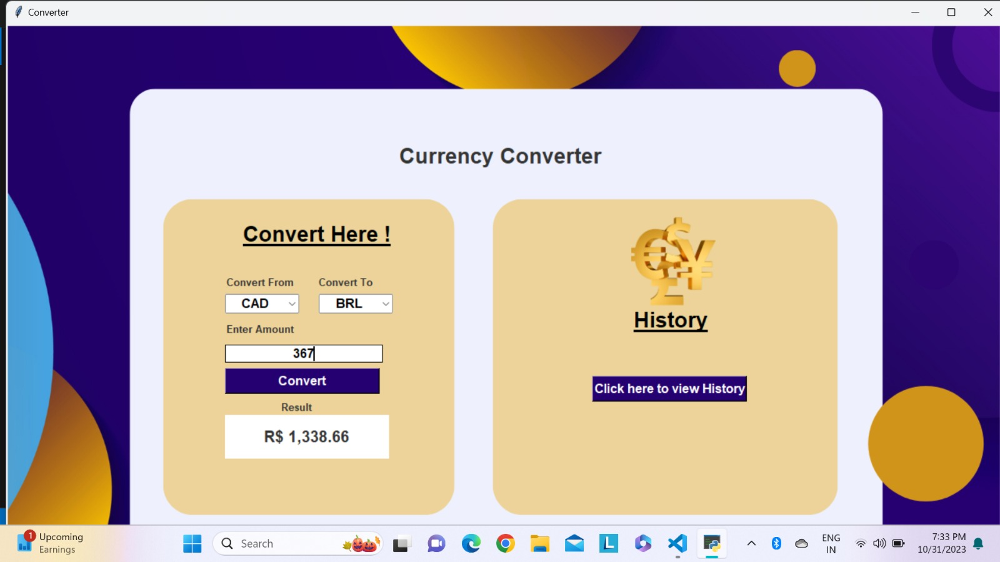 Converter
Currency Converter
Convert Here !
Convert From
Convert To
CAD
BRL
Enter Amount
367
Convert
Result
R$ 1,338.66
History
Click here to view History
1
Upcoming
Earnings
Search
L
ENG
IN
7:33 PM
10/31/2023